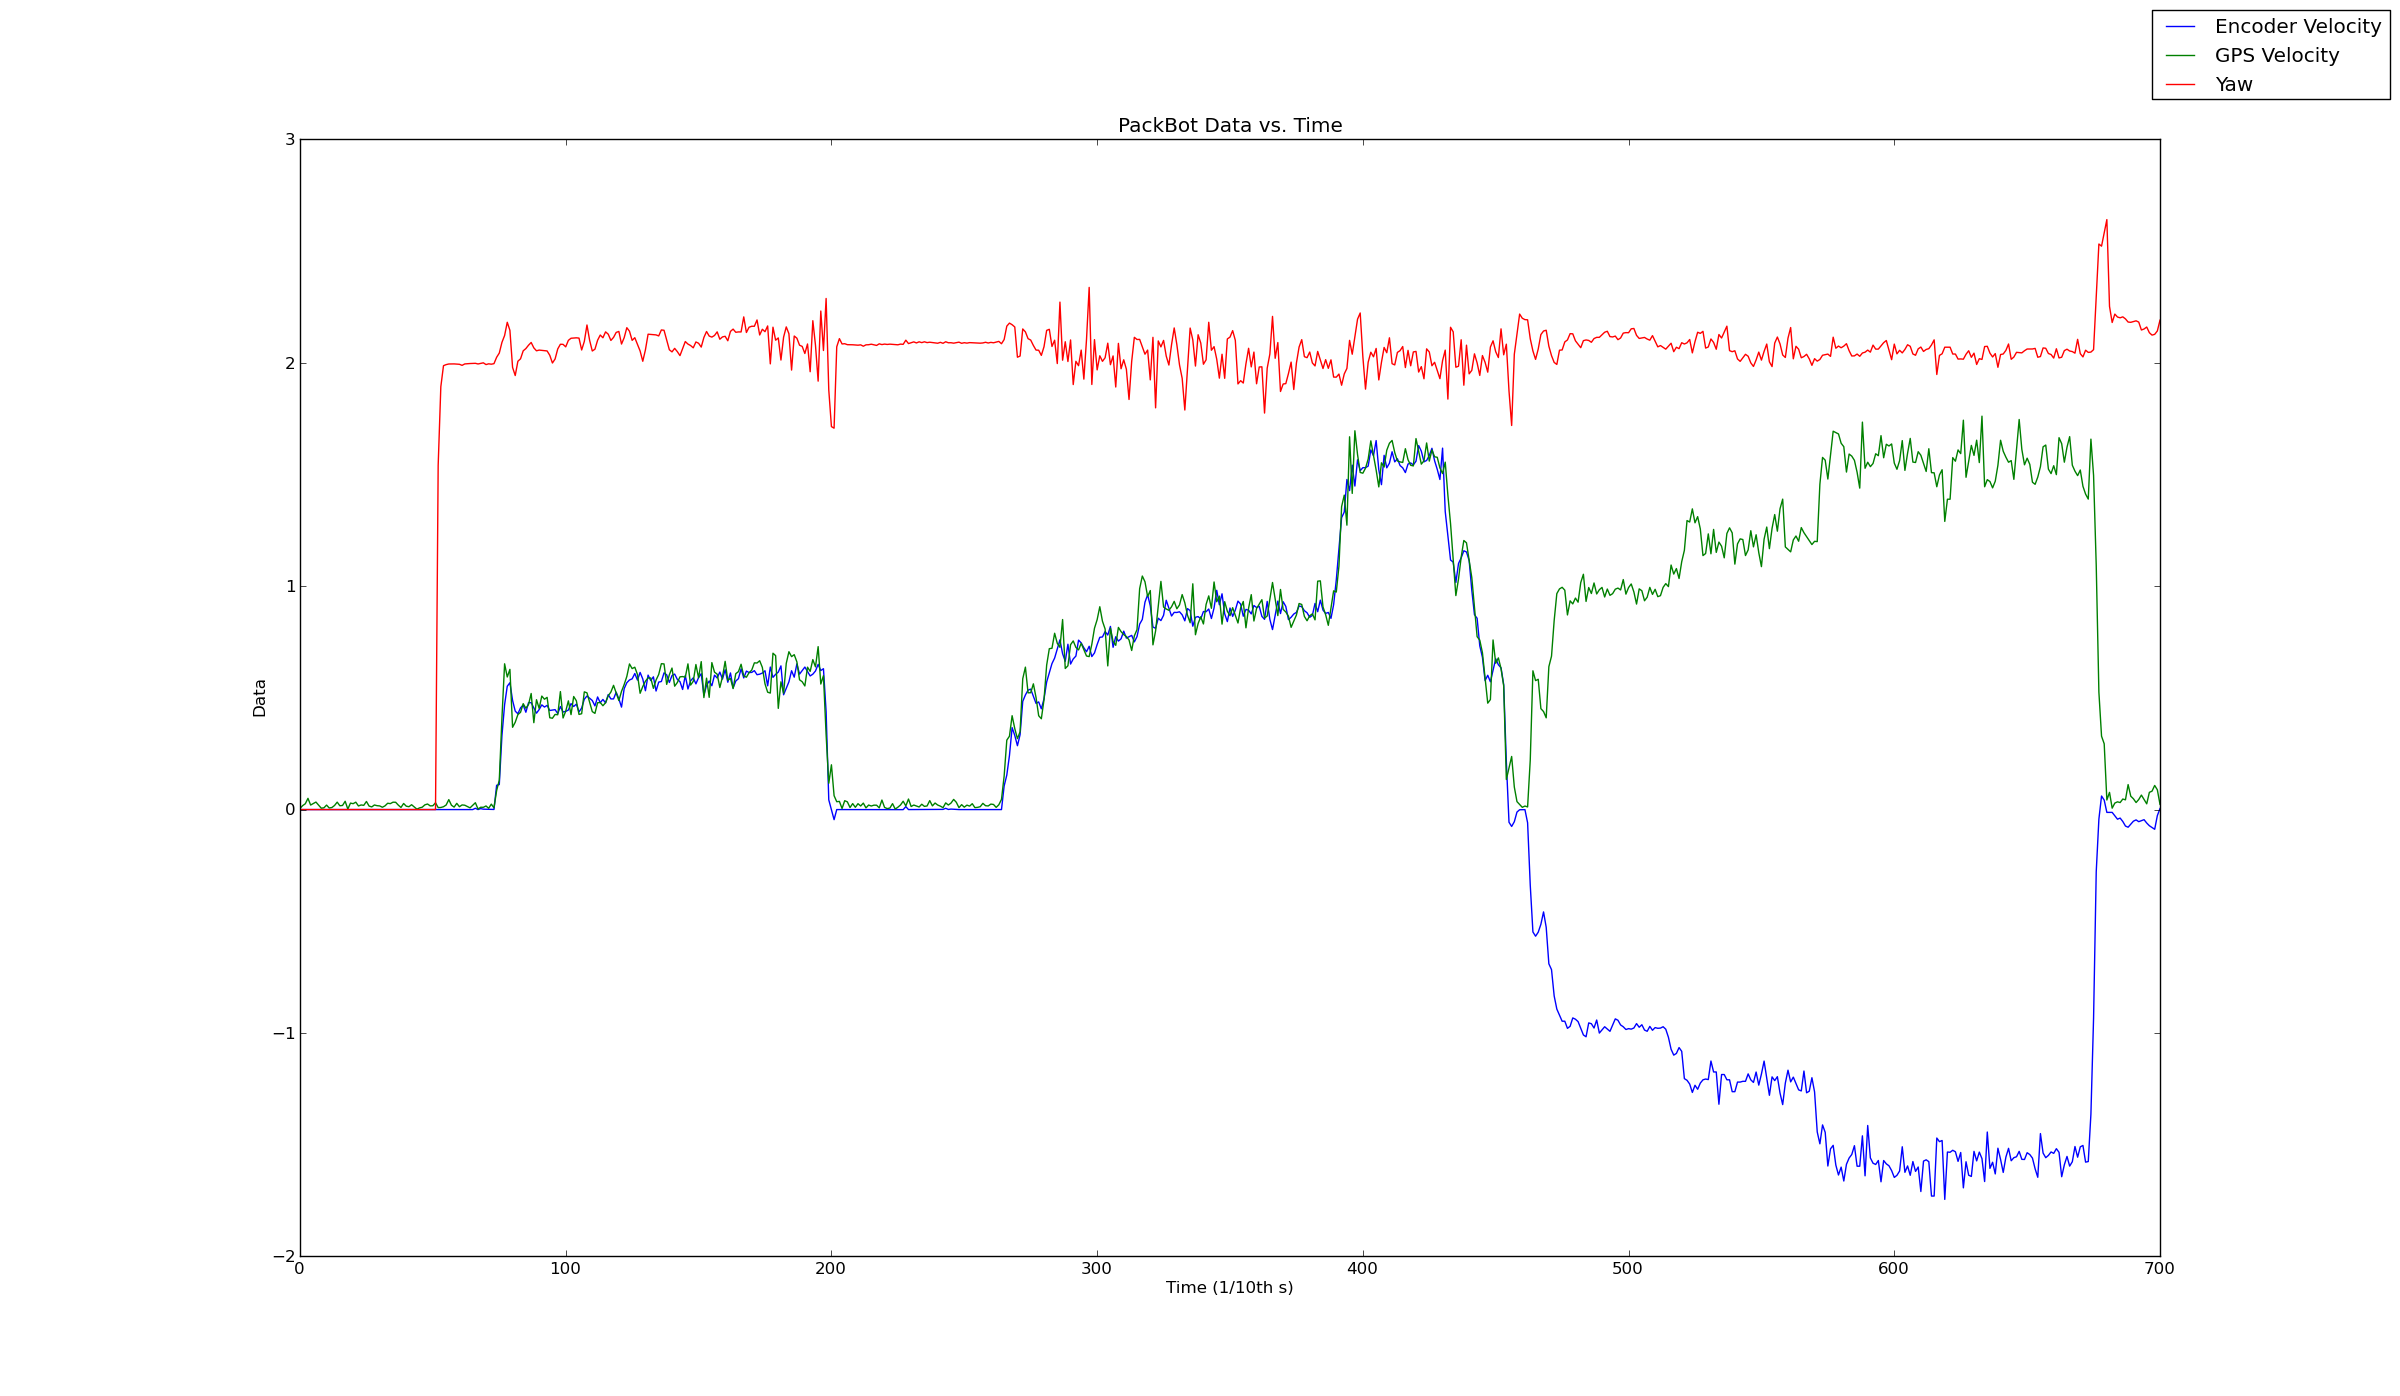 Encoder Velocity
GPS Velocity
Yaw
PackBot Data vs. Time
3
2
1
0
−1
−2
Data
0 100 200 300 400 500 600 700
Time (1/10th s)